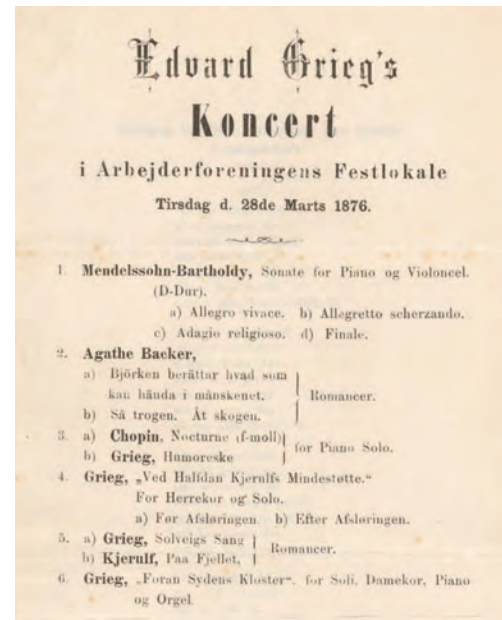 Edvard Grieg's
Koncert
i Arbejderforeningens Festlokale
Tirsdag d. 28de Marts 1876.
1. Mendelssohn-Bartholdy, Sonate for Piano og Violoncel.
(D-Dur).
a) Allegro vivace. b) Allegretto scherzando.
c) Adagio religioso. d) Finale.
2. Agathe Backer,
a) Björken berättar hvad som
kan hända i månskenet.
b) Så trogen. Åt skogen.
Romancer.
3. a) Chopin, Nocturne (f-moll)
b) Grieg, Humoreske
for Piano Solo.
4. Grieg, „Ved Halfdan Kjerulfs Mindestøtte.“
For Herrekor og Solo.
a) Før Afsløringen. b) Efter Afsløringen.
5. a) Grieg, Solveigs Sang
b) Kjerulf, Paa Fjellet,
Romancer.
6. Grieg, „Foran Sydens Kloster“. for Soli, Damekor, Piano
og Orgel.